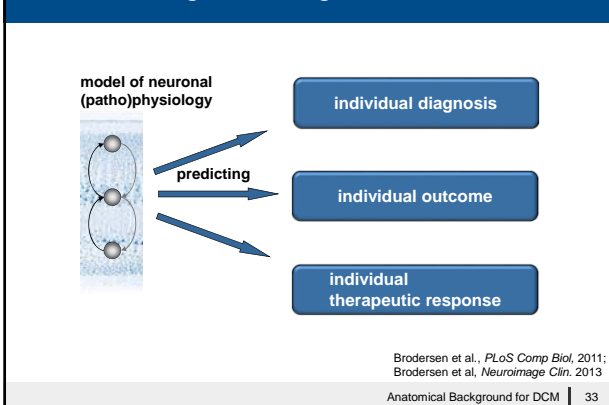 model of neuronal
(patho)physiology
individual diagnosis
predicting
individual outcome
individual
therapeutic response
Brodersen et al., PLoS Comp Biol, 2011;
Brodersen et al, Neuroimage Clin. 2013
Anatomical Background for DCM 33